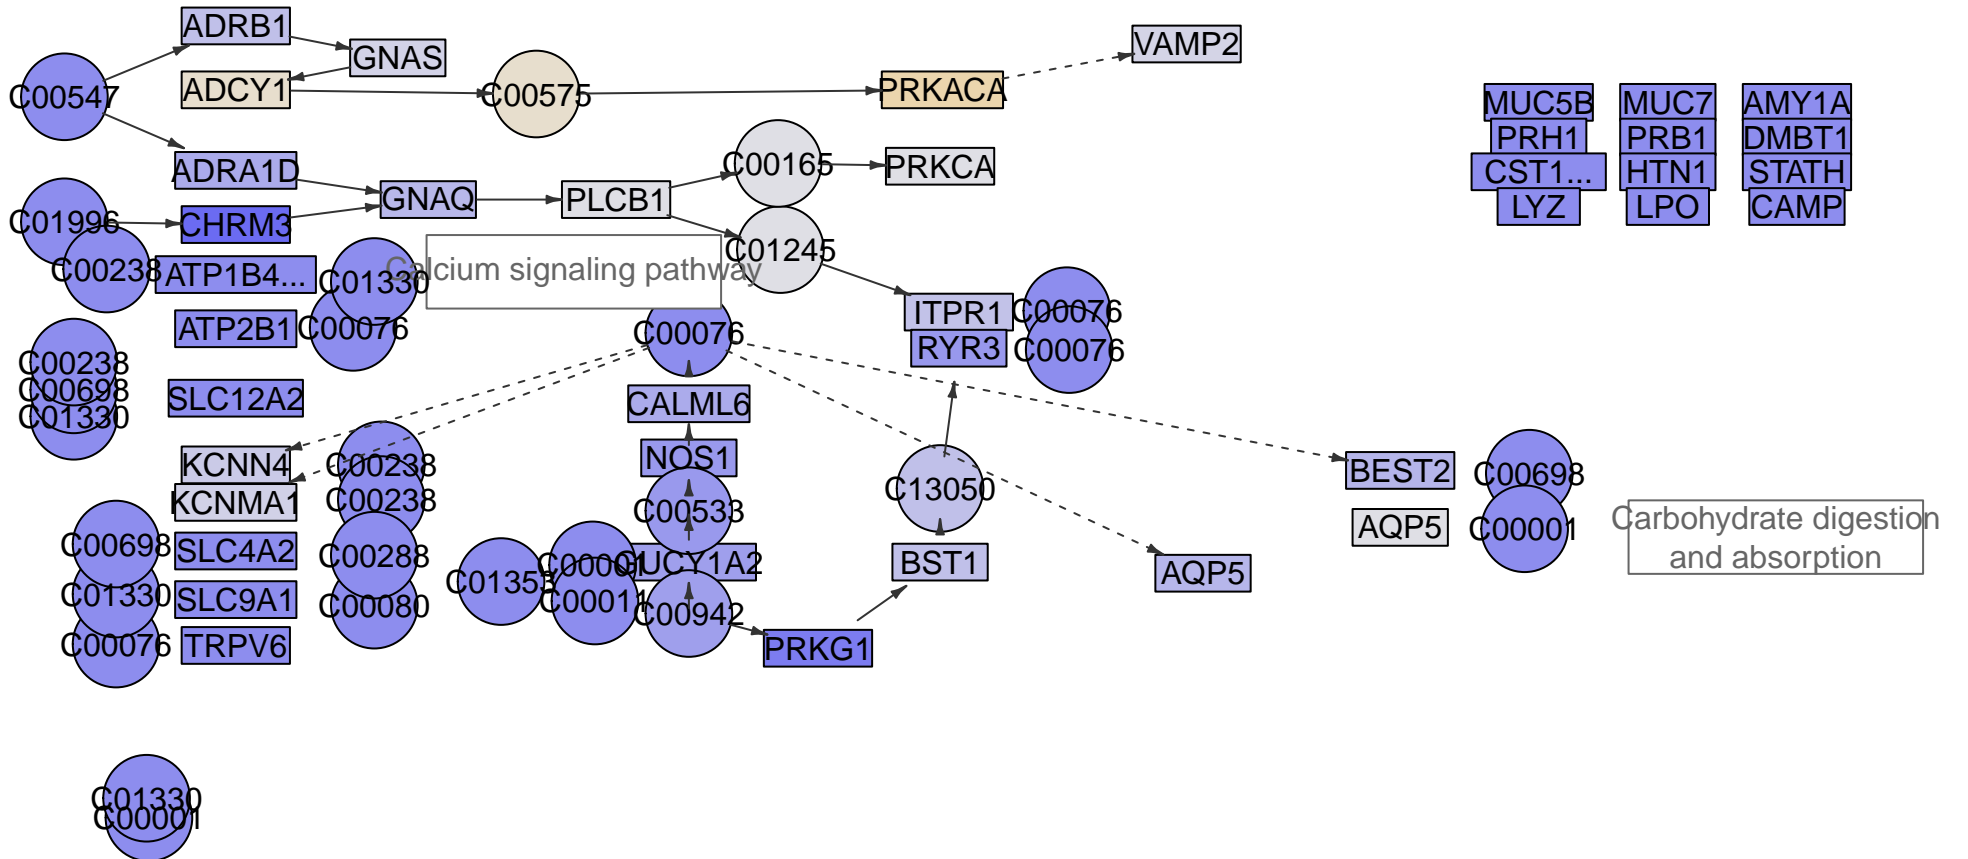 ADRB1
GNAS
VAMP2
C00547
ADCY1
C00575
PRKACA
MUC5B
MUC7
AMY1A
PRH1
PRB1
DMBT1
CST1...
HTN1
STATH
LYZ
LPO
CAMP
ADRA1D
GNAQ
PLCB1
C00165
PRKCA
C01996
CHRM3
C01245
C00238
ATP1B4...
C01330
Calcium signaling pathway
ATP2B1
C00076
C00076
ITPR1
C00076
RYR3
C00076
C00238
C00698
C01330
SLC12A2
CALML6
KCNN4
C00238
NOS1
KCNMA1
C00238
C00533
C13050
BEST2
C00698
AQP5
C00001
Carbohydrate digestion
and absorption
C00698
SLC4A2
C00288
C01353
C00001
GUCY1A2
BST1
AQP5
C01330
SLC9A1
C00080
C00011
C00942
C00076
TRPV6
PRKG1
C01330
C00001